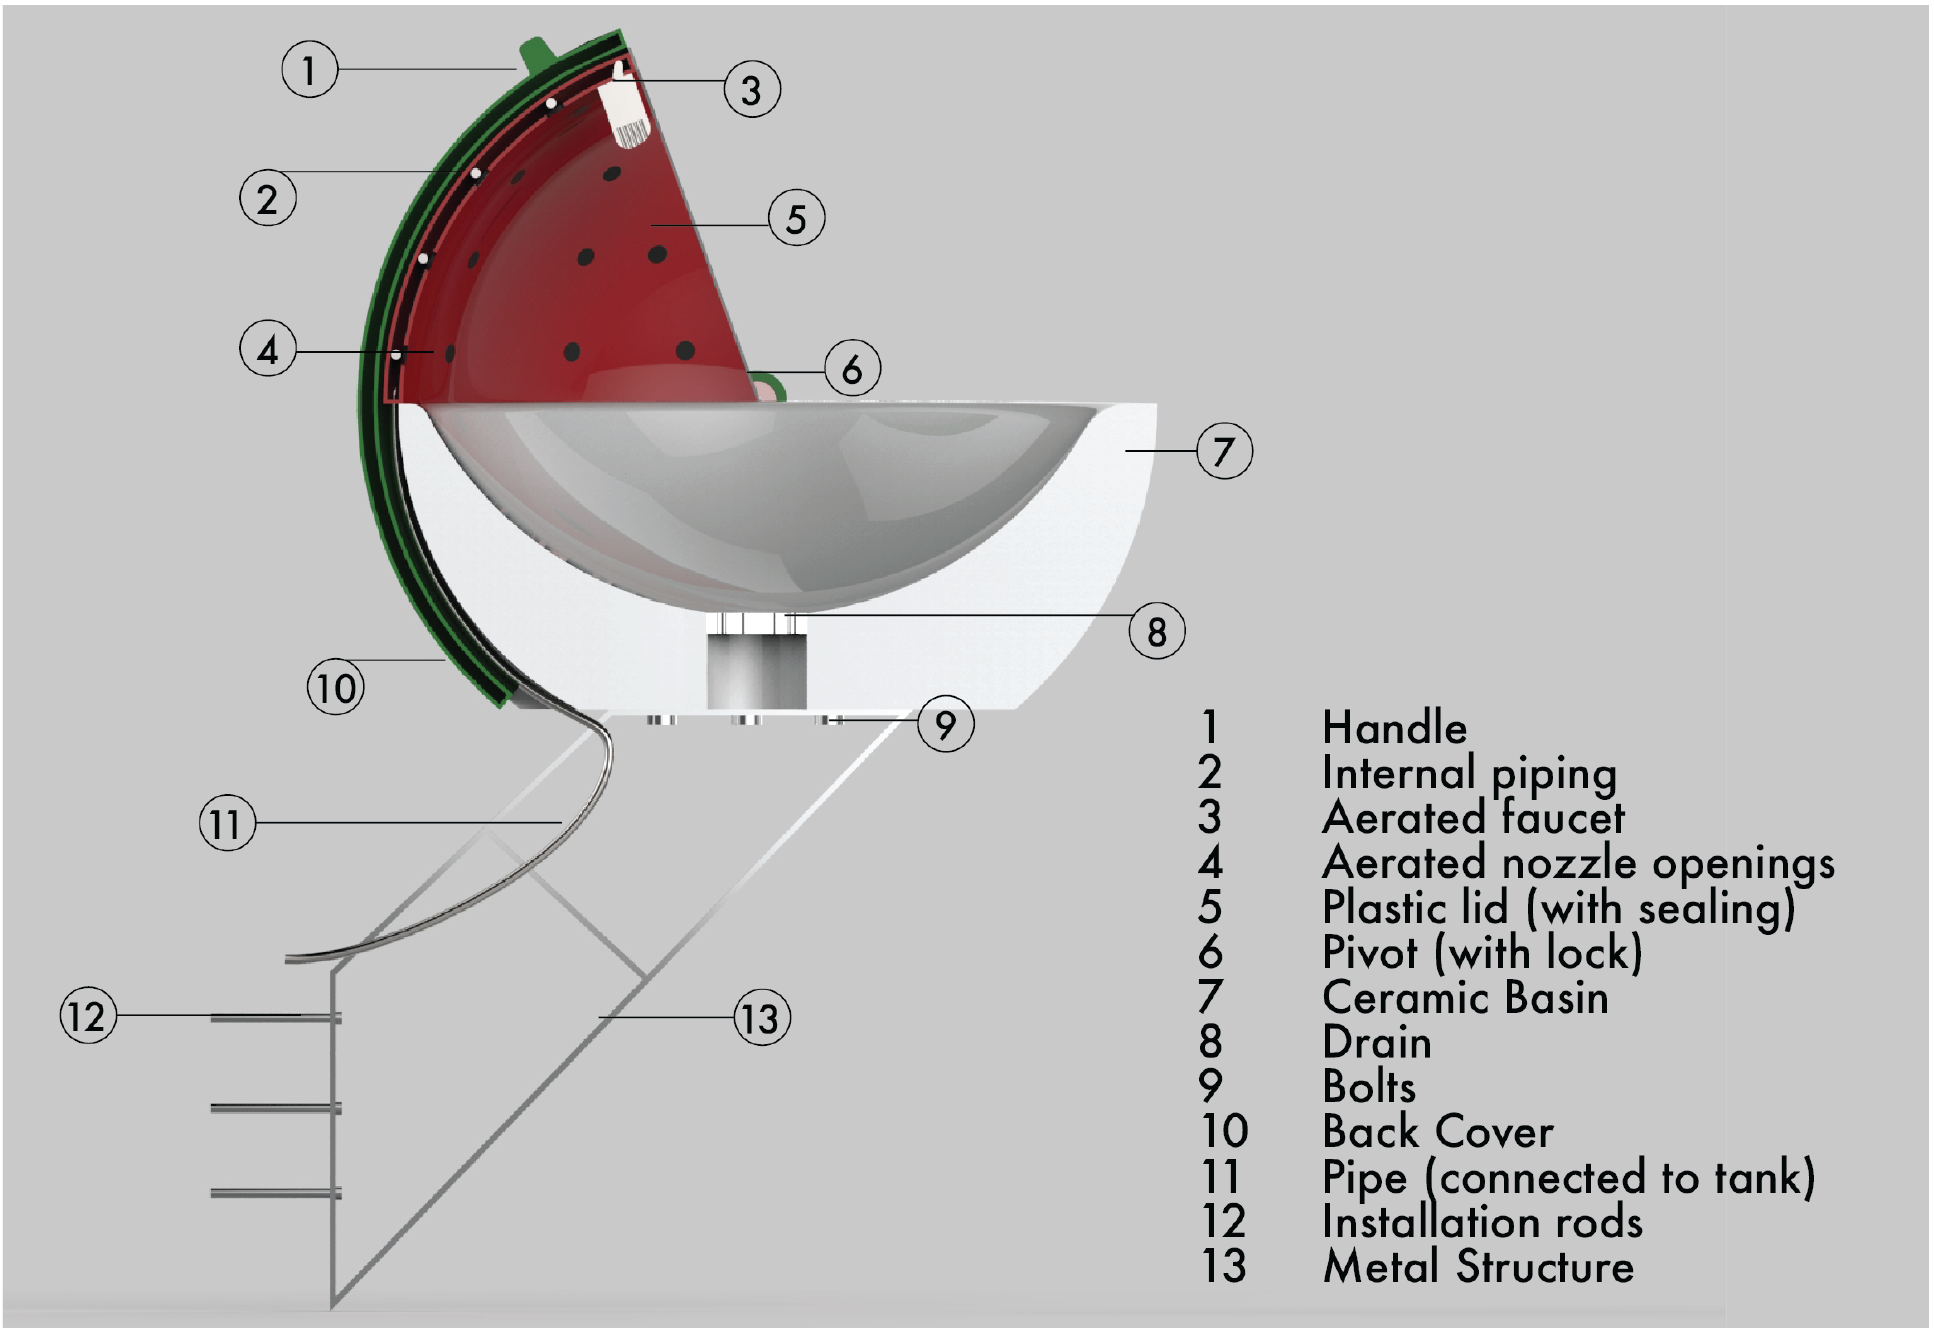 1
3
2
5
4
6
7
8
10
9
11
12
13
1 Handle
2 Internal piping
3 Aerated faucet
4 Aerated nozzle openings
5 Plastic lid (with sealing)
6 Pivot (with lock)
7 Ceramic Basin
8 Drain
9 Bolts
10 Back Cover
11 Pipe (connected to tank)
12 Installation rods
13 Metal Structure